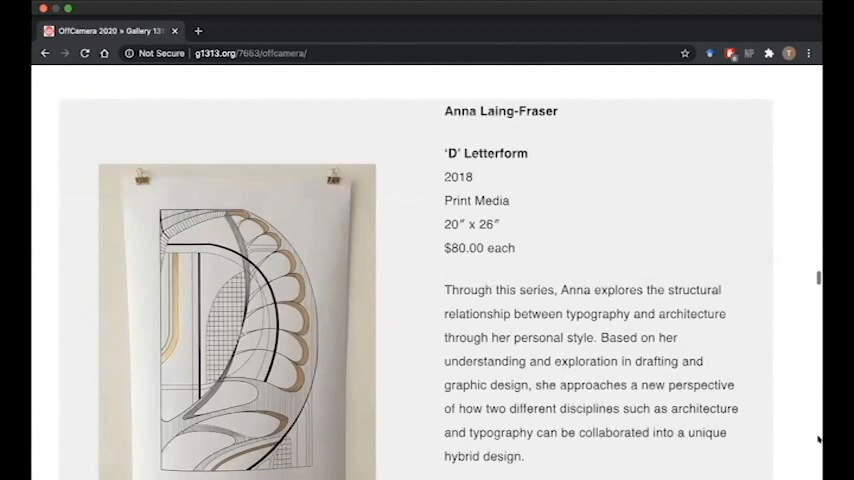 OffCamera 2020 » Gallery 131
Not Secure
g1313.org/7653/offcamera/
NP
T
Anna Laing-Fraser
‘D’ Letterform
2018
Print Media
20″ x 26″
$80.00 each
Through this series, Anna explores the structural
relationship between typography and architecture
through her personal style. Based on her
understanding and exploration in drafting and
graphic design, she approaches a new perspective
of how two different disciplines such as architecture
and typography can be collaborated into a unique
hybrid design.